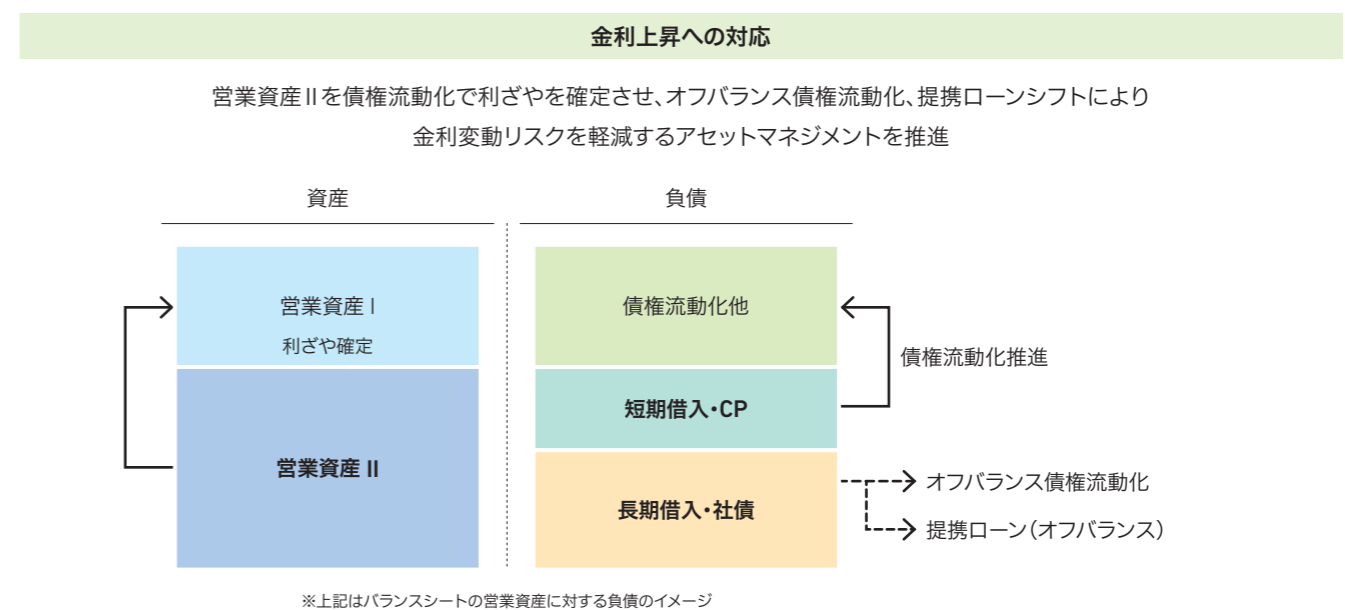 金利上昇への対応
営業資産Ⅱを債権流動化で利ざやを確定させ、オフバランス債権流動化、提携ローンシフトにより
金利変動リスクを軽減するアセットマネジメントを推進
資産
負債
営業資産Ⅰ
利ざや確定
営業資産Ⅱ
債権流動化他
短期借入・CP
長期借入・社債
債権流動化推進
オフバランス債権流動化
提携ローン(オフバランス)
※上記はバランスシートの営業資産に対する負債のイメージ